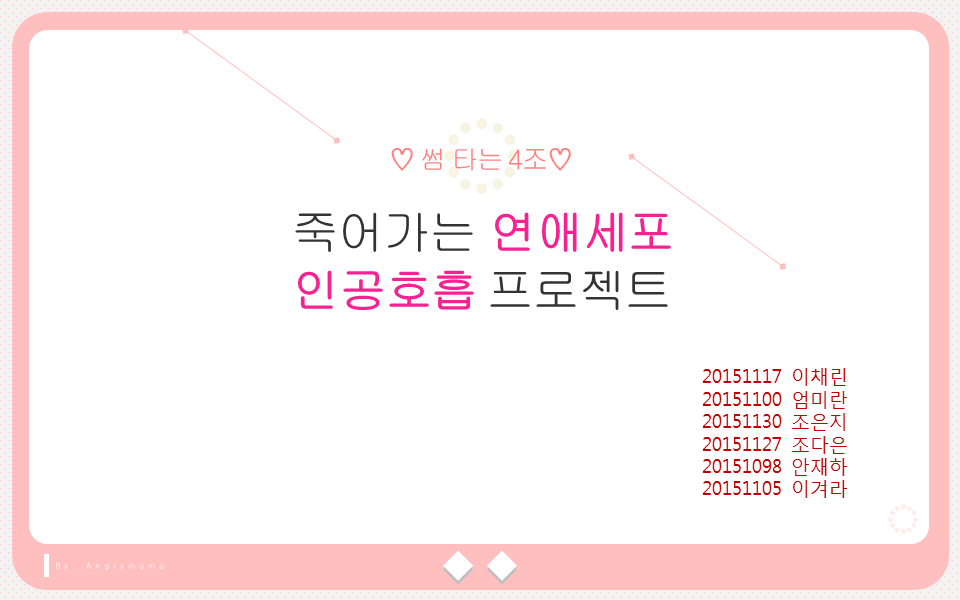 ♡ 썸 타는 4조♡
죽어가는 연애세포
인공호흡 프로젝트
20151117 이채린
20151100 엄미란
20151130 조은지
20151127 조다은
20151098 안재하
20151105 이겨라
By. Angrymomo